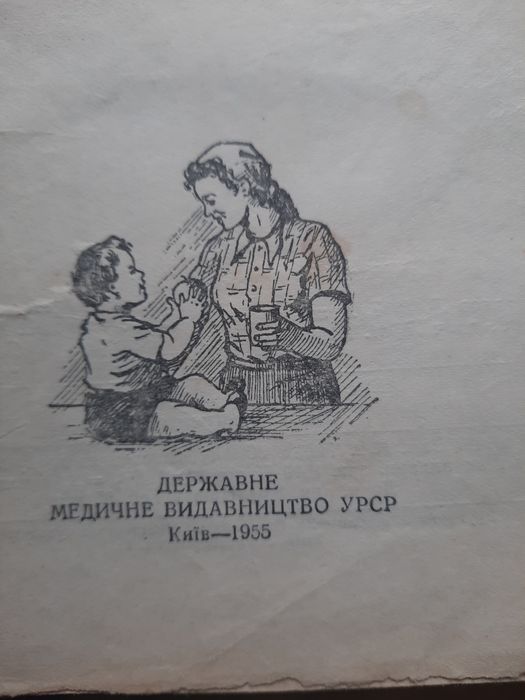 ДЕРЖАВНЕ
МЕДИЧНЕ ВИДАВНИЦТВО УРСР
Київ—1955